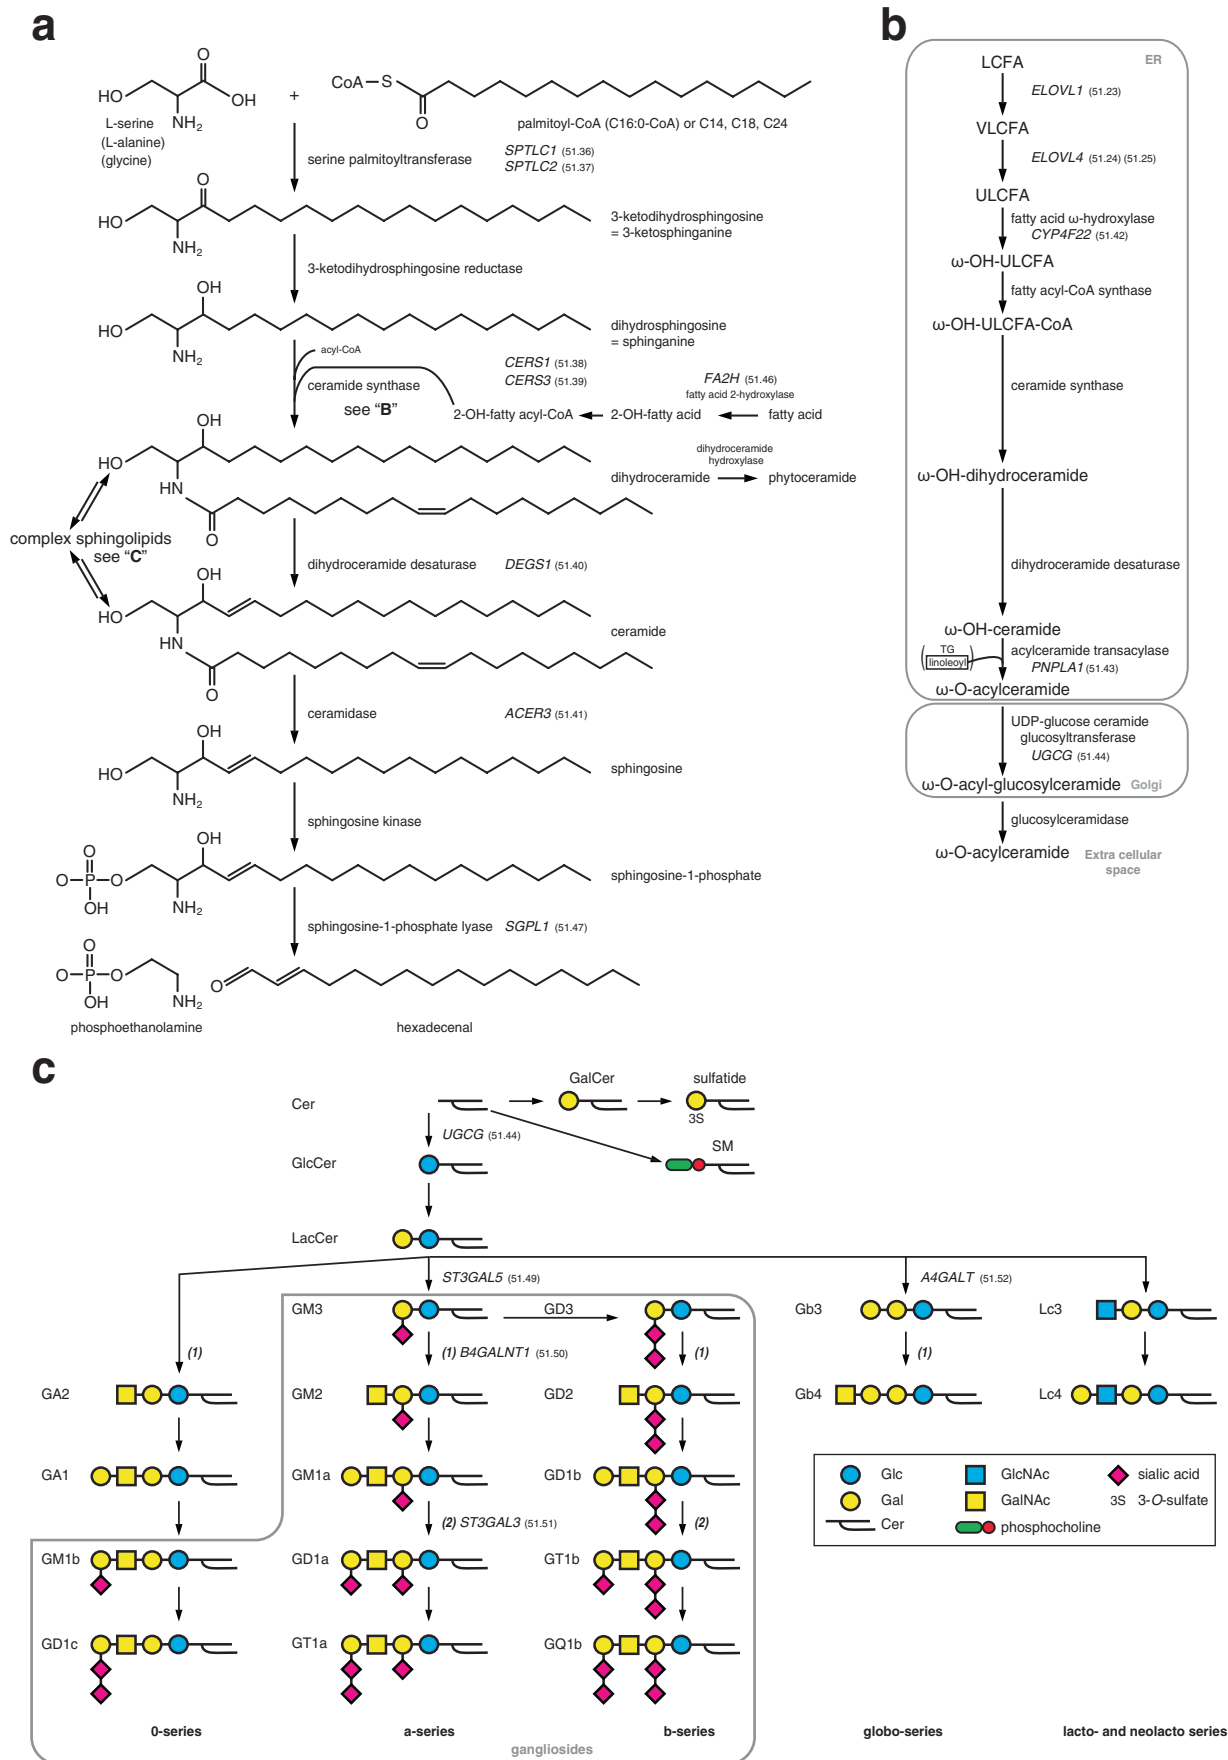 a
HO
O
OH
NH2
L-serine
(L-alanine)
(glycine)
+
CoA
S
O
palmitoyl-CoA (C16:0-CoA) or C14, C18, C24
serine palmitoyltransferase
SPTLC1 (51.36)
SPTLC2 (51.37)
O
HO
NH2
3-ketodihydrosphingosine
= 3-ketosphinganine
3-ketodihydrosphingosine reductase
OH
HO
NH2
dihydrosphingosine
= sphinganine
acyl-CoA
ceramide synthase
see “B”
CERS1 (51.38)
CERS3 (51.39)
FA2H (51.46)
fatty acid 2-hydroxylase
2-OH-fatty acyl-CoA
2-OH-fatty acid
fatty acid
OH
HO
HN
O
dihydroceramide
dihydroceramide
hydroxylase
phytoceramide
complex sphingolipids
see “C”
dihydroceramide desaturase
DEGS1 (51.40)
OH
HO
HN
O
ceramide
ceramidase
ACER3 (51.41)
OH
HO
NH2
sphingosine
sphingosine kinase
O
O
P
O
OH
OH
NH2
sphingosine-1-phosphate
sphingosine-1-phosphate lyase
SGPL1 (51.47)
O
O
P
O
OH
NH2
O
phosphoethanolamine
hexadecenal
b
ER
LCFA
ELOVL1 (51.23)
VLCFA
ELOVL4 (51.24) (51.25)
ULCFA
fatty acid ω-hydroxylase
CYP4F22 (51.42)
ω-OH-ULCFA
fatty acyl-CoA synthase
ω-OH-ULCFA-CoA
ceramide synthase
ω-OH-dihydroceramide
dihydroceramide desaturase
ω-OH-ceramide
(TG
linoleoyl)
acylceramide transacylase
PNPLA1 (51.43)
ω-O-acylceramide
UDP-glucose ceramide
glucosyltransferase
UGCG (51.44)
ω-O-acyl-glucosylceramide
Golgi
glucosylceramidase
ω-O-acylceramide
Extra cellular
space
c
Cer
GalCer
sulfatide
3S
UGCG (51.44)
SM
GlcCer
LacCer
ST3GAL5 (51.49)
A4GALT (51.52)
GM3
GD3
Gb3
Lc3
(1)
(1) B4GALNT1 (51.50)
(1)
(1)
GA2
GM2
GD2
Gb4
Lc4
GA1
GM1a
GD1b
(2) ST3GAL3 (51.51)
(2)
GM1b
GD1a
GT1b
GD1c
GT1a
GQ1b
Glc
GlcNAc
sialic acid
Gal
GalNAc
3S 3-O-sulfate
Cer
phosphocholine
0-series
a-series
b-series
globo-series
lacto- and neolacto series
gangliosides